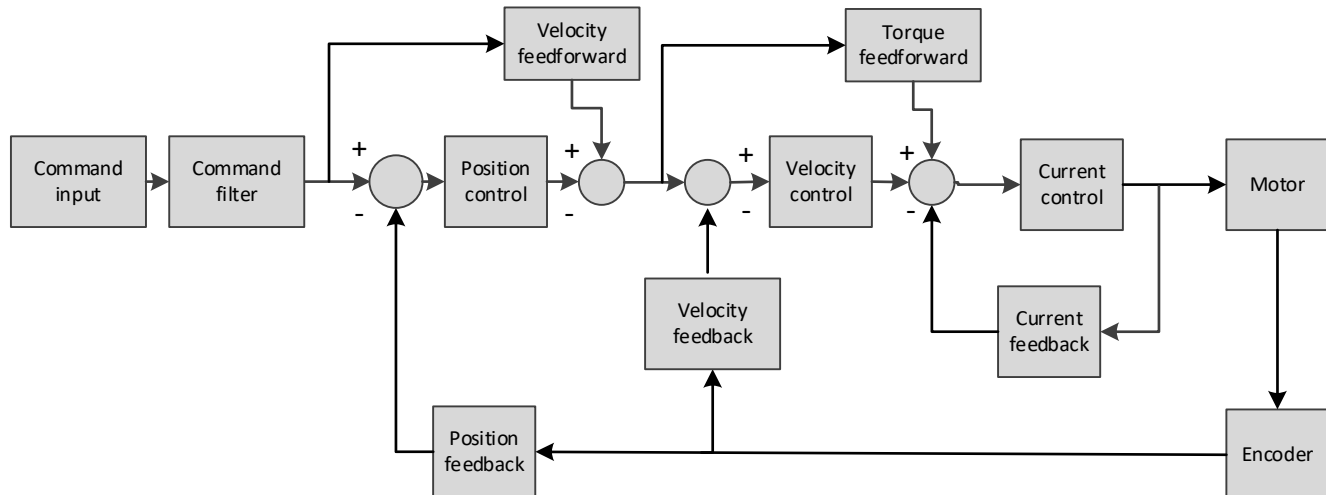 Velocity
feedforward
Torque
feedforward
Command
input
Command
filter
+
-
Position
control
+
-
+
-
Velocity
control
+
-
Current
control
Motor
Velocity
feedback
Current
feedback
Position
feedback
Encoder